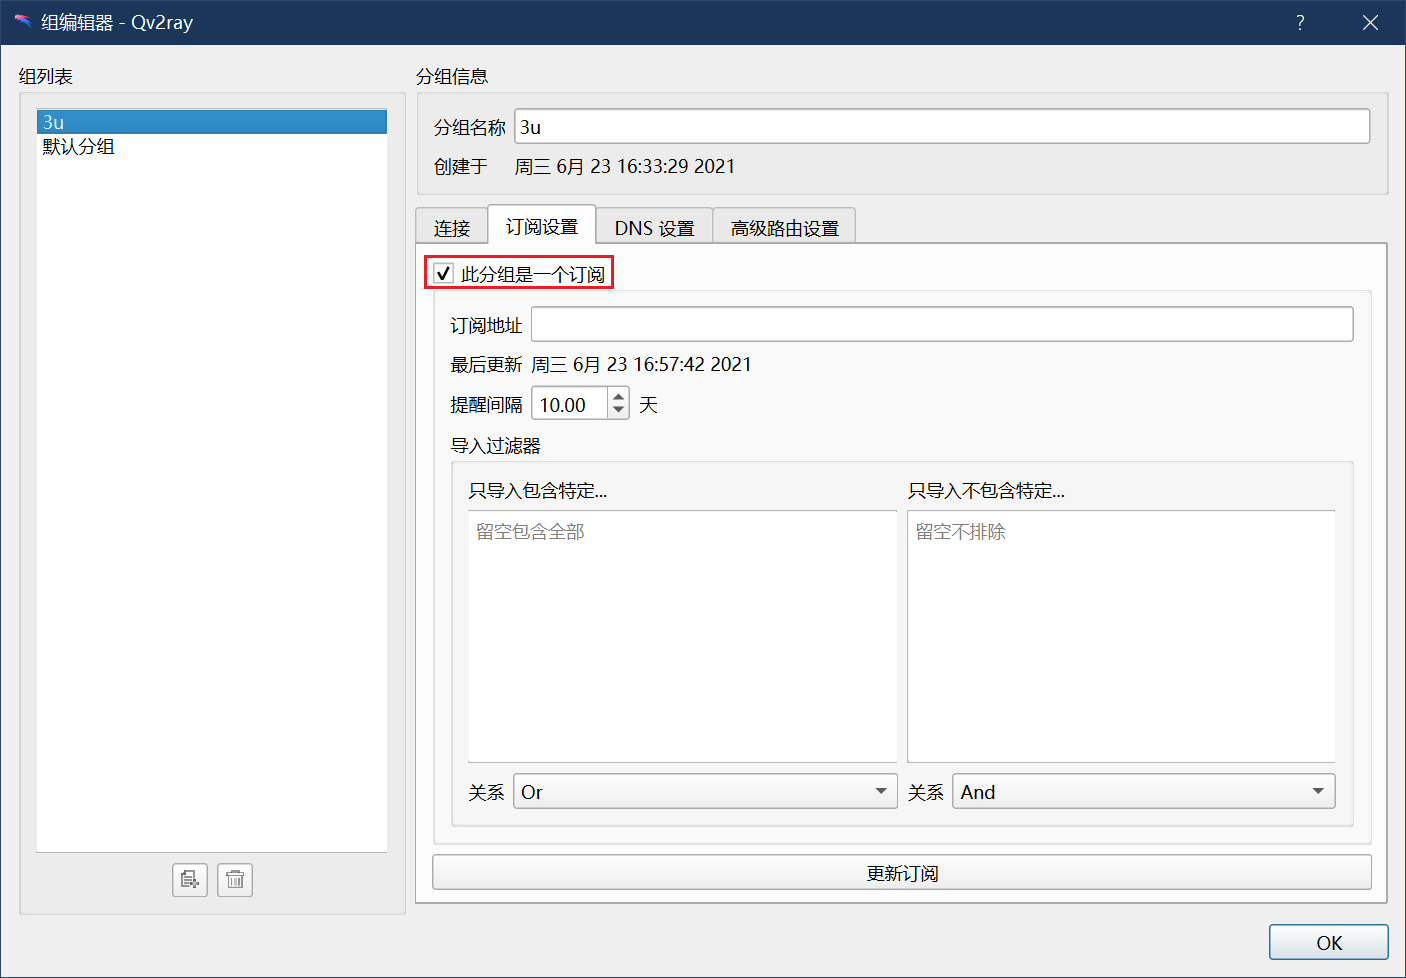 组编辑器 - Qv2ray
?
组列表
3u
默认分组
分组信息
分组名称 3u
创建于 周三 6月 23 16:33:29 2021
连接 订阅设置 DNS 设置 高级路由设置
此分组是一个订阅
订阅地址
最后更新 周三 6月 23 16:57:42 2021
提醒间隔 10.00 天
导入过滤器
只导入包含特定...
留空包含全部
关系 Or
只导入不包含特定...
留空不排除
关系 And
更新订阅
OK